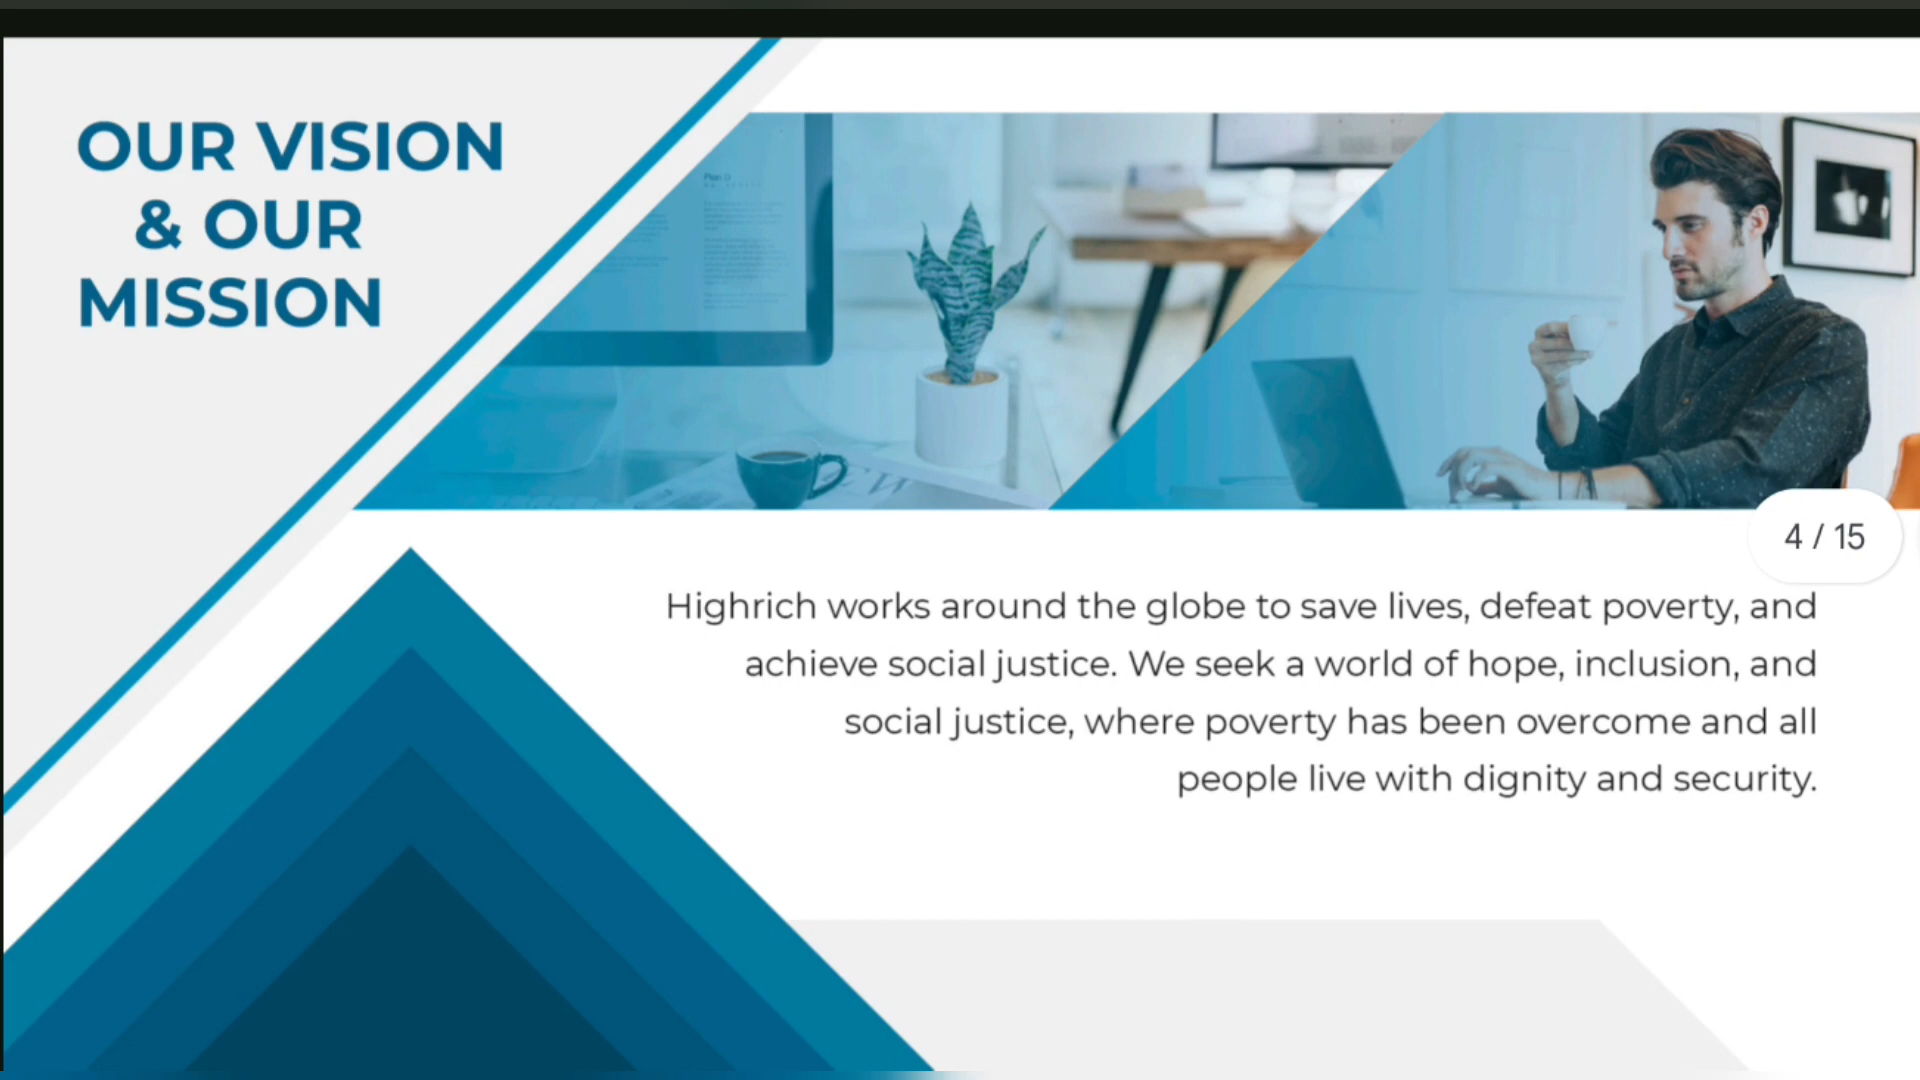 OUR VISION
& OUR
MISSION
4 / 15
Highrich works around the globe to save lives, defeat poverty, and
achieve social justice. We seek a world of hope, inclusion, and
social justice, where poverty has been overcome and all
people live with dignity and security.